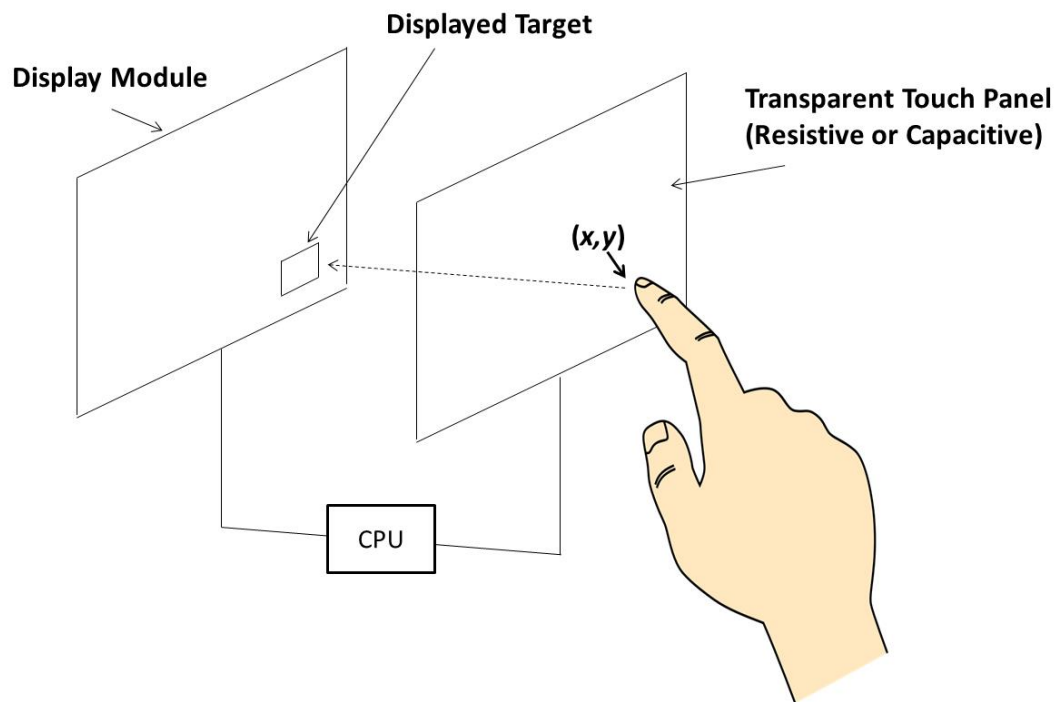 Displayed Target
Display Module
Transparent Touch Panel
(Resistive or Capacitive)
(x,y)
CPU